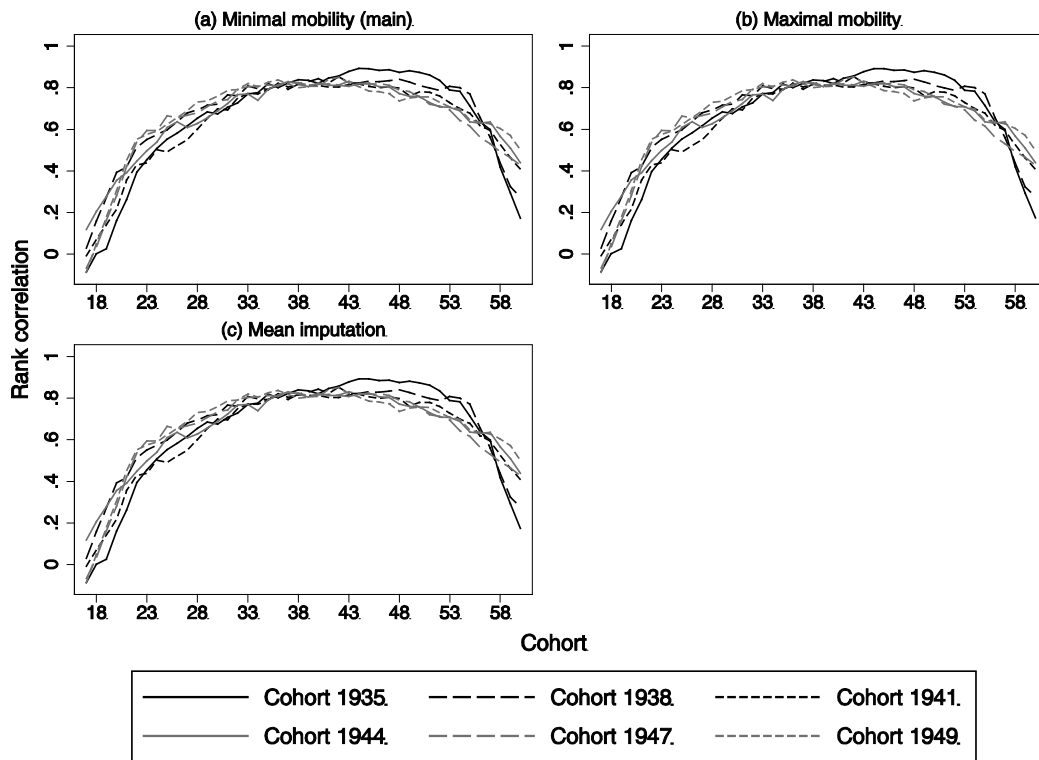 (a) Minimal mobility (main).
(b) Maximal mobility.
1
.8
.6
.4
.2
0
18. 23. 28. 33. 38. 43. 48. 53. 58.
1
.8
.6
.4
.2
0
18. 23. 28. 33. 38. 43. 48. 53. 58.
(c) Mean imputation.
1
.8
.6
.4
.2
0
18. 23. 28. 33. 38. 43. 48. 53. 58.
Rank correlation
Cohort
Cohort 1935. Cohort 1938. Cohort 1941.
Cohort 1944. Cohort 1947. Cohort 1949.